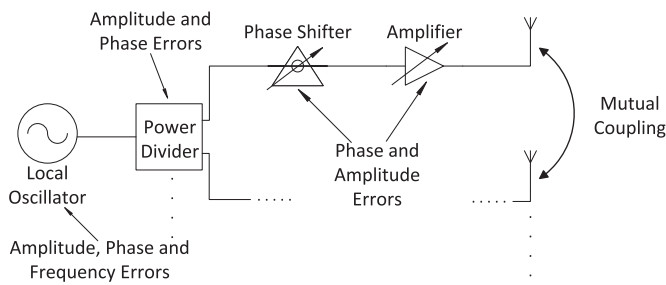 Amplitude and
Phase Errors
Phase Shifter
Amplifier
Power
Divider
Mutual
Coupling
Local
Oscillator
Phase and
Amplitude
Errors
Amplitude, Phase and
Frequency Errors